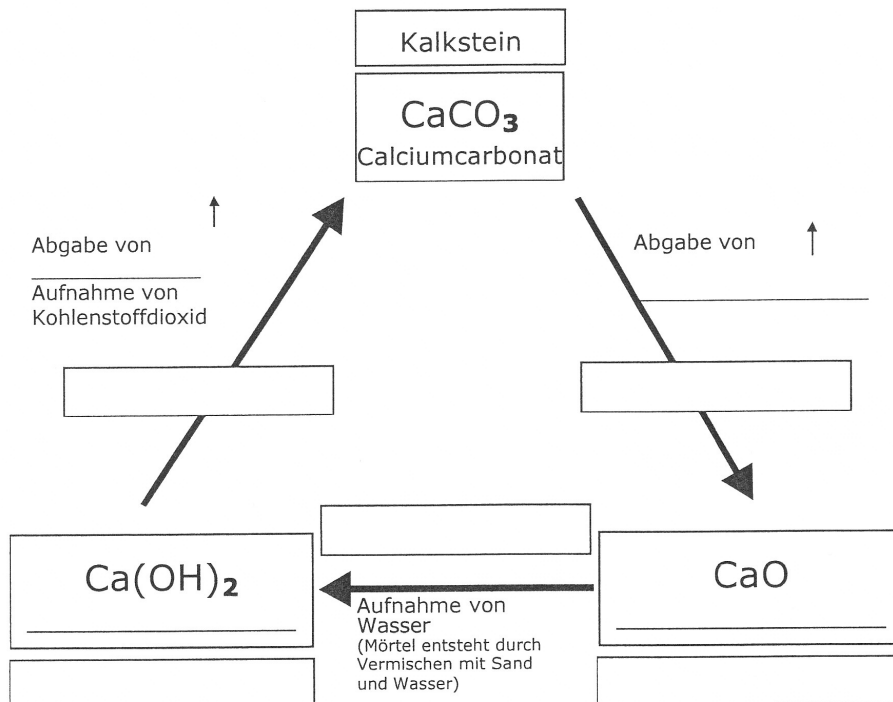 Kalkstein
CaCO₃
Calciumcarbonat
Abgabe von
Aufnahme von
Kohlenstoffdioxid
Abgabe von
Ca(OH)₂
CaO
Aufnahme von
Wasser
(Mörtel entsteht durch
Vermischen mit Sand
und Wasser)